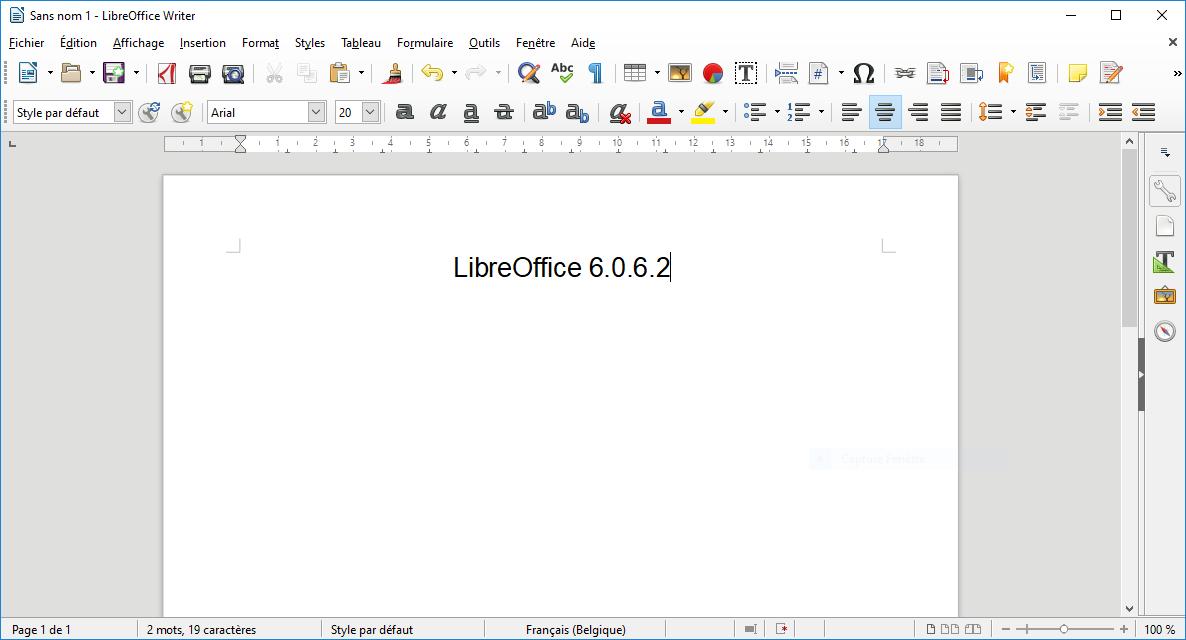 Sans nom 1 - LibreOffice Writer
Fichier Édition Affichage Insertion Format Styles Tableau Formulaire Outils Fenêtre Aide
Abc
T
#
Ω
»
Style par défaut
Arial
20
a a a a ab ab a a
1 1 2 3 4 5 6 7 8 9 10 11 12 13 14 15 16 17 18
LibreOffice 6.0.6.2
Capture Fenêtre
Page 1 de 1
2 mots, 19 caractères
Style par défaut
Français (Belgique)
100 %